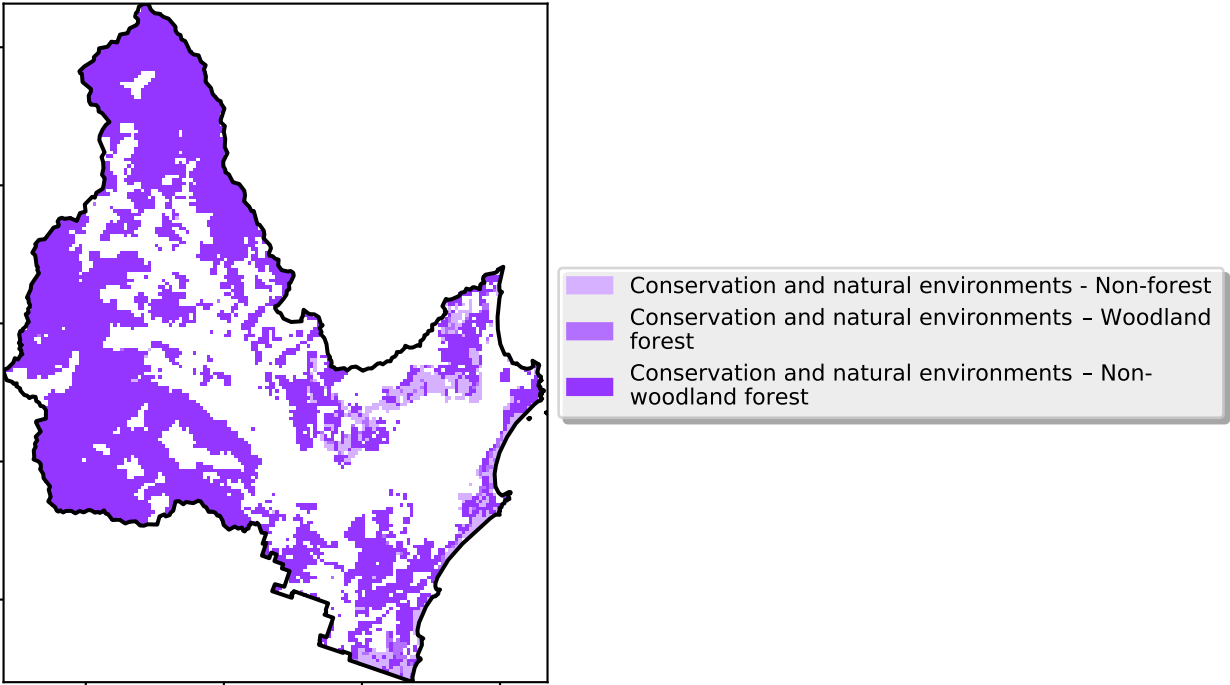 Conservation and natural environments - Non-forest
Conservation and natural environments – Woodland
forest
Conservation and natural environments – Non-
woodland forest